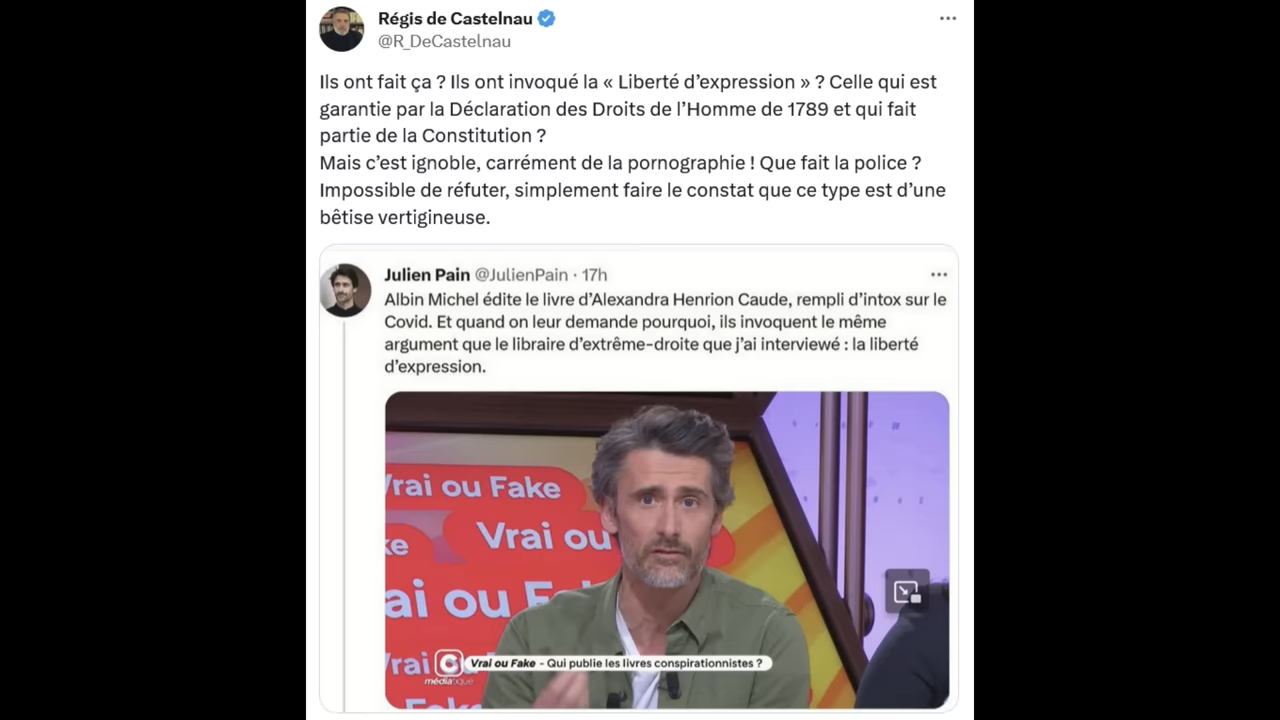 Régis de Castelnau
@R_DeCastelnau
Ils ont fait ça ? Ils ont invoqué la « Liberté d’expression » ? Celle qui est
garantie par la Déclaration des Droits de l’Homme de 1789 et qui fait
partie de la Constitution ?
Mais c’est ignoble, carrément de la pornographie ! Que fait la police ?
Impossible de réfuter, simplement faire le constat que ce type est d’une
bêtise vertigineuse.
Julien Pain @JulienPain · 17h
Albin Michel édite le livre d’Alexandra Henrion Caude, rempli d’intox sur le
Covid. Et quand on leur demande pourquoi, ils invoquent le même
argument que le libraire d’extrême-droite que j’ai interviewé : la liberté
d’expression.
Vrai ou Fake
ke
Vrai ou
ai ou F
Vrai
Vrai ou Fake - Qui publie les livres conspirationnistes ?
C
médiatique
Fake